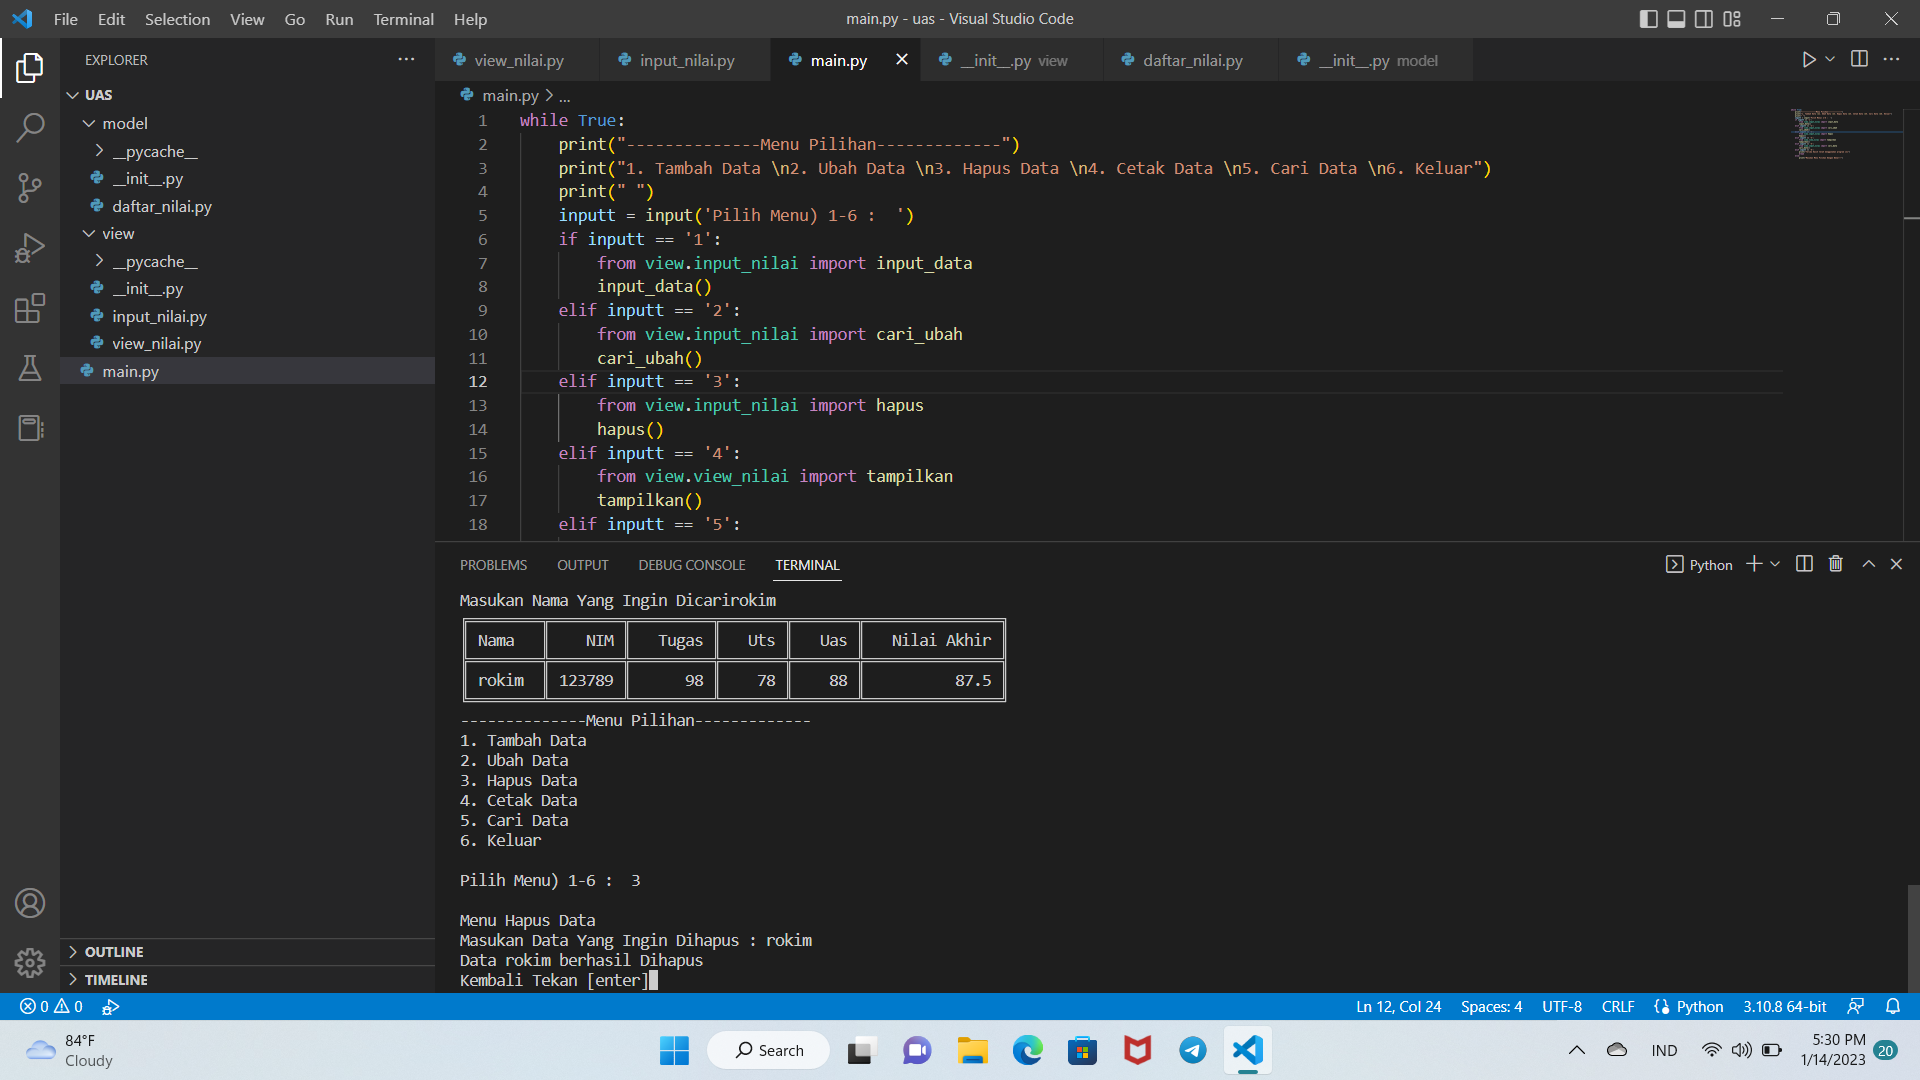 File Edit Selection View Go Run Terminal Help
main.py - uas - Visual Studio Code
EXPLORER
UAS
model
__pycache__
__init__.py
daftar_nilai.py
view
__pycache__
__init__.py
input_nilai.py
view_nilai.py
main.py
OUTLINE
TIMELINE
view_nilai.py input_nilai.py main.py __init__.py view daftar_nilai.py __init__.py model
main.py > ...
1 while True:
2 print("--------------Menu Pilihan-------------")
3 print("1. Tambah Data \n2. Ubah Data \n3. Hapus Data \n4. Cetak Data \n5. Cari Data \n6. Keluar")
4 print(" ")
5 inputt = input('Pilih Menu) 1-6 :  ')
6 if inputt == '1':
7 from view.input_nilai import input_data
8 input_data()
9 elif inputt == '2':
10 from view.input_nilai import cari_ubah
11 cari_ubah()
12 elif inputt == '3':
13 from view.input_nilai import hapus
14 hapus()
15 elif inputt == '4':
16 from view.view_nilai import tampilkan
17 tampilkan()
18 elif inputt == '5':
PROBLEMS OUTPUT DEBUG CONSOLE TERMINAL
Python
Masukan Nama Yang Ingin Dicarirokim
Nama NIM Tugas Uts Uas Nilai Akhir
rokim 123789 98 78 88 87.5
--------------Menu Pilihan-------------
1. Tambah Data
2. Ubah Data
3. Hapus Data
4. Cetak Data
5. Cari Data
6. Keluar
Pilih Menu) 1-6 :  3
Menu Hapus Data
Masukan Data Yang Ingin Dihapus : rokim
Data rokim berhasil Dihapus
Kembali Tekan [enter]
0 0 Ln 12, Col 24 Spaces: 4 UTF-8 CRLF Python 3.10.8 64-bit
84°F
Cloudy
Search
IND
5:30 PM
1/14/2023
20